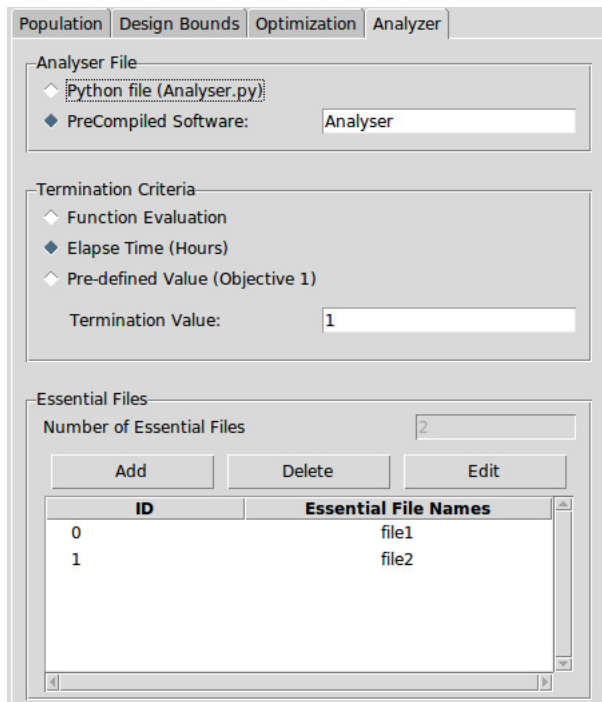 Population Design Bounds Optimization Analyzer
Analyser File
Python file (Analyser.py)
PreCompiled Software: Analyser
Termination Criteria
Function Evaluation
Elapse Time (Hours)
Pre-defined Value (Objective 1)
Termination Value: 1
Essential Files
Number of Essential Files 2
Add Delete Edit
ID Essential File Names
0 file1
1 file2